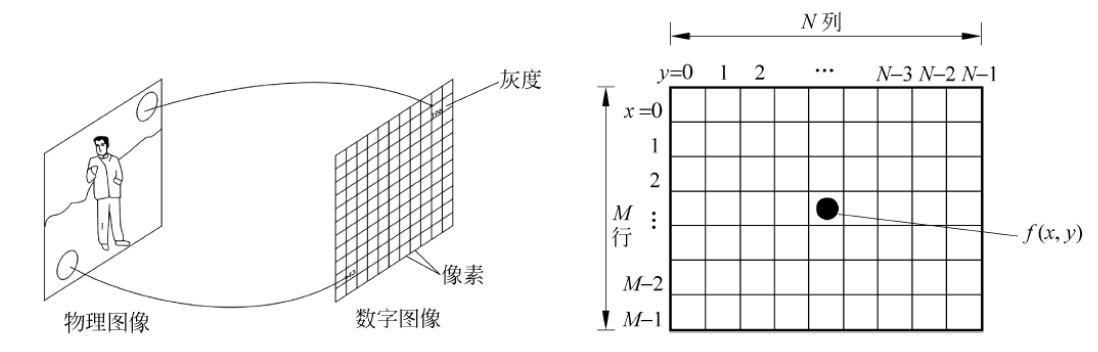 灰度
像素
物理图像
数字图像
N 列
y=0 1 2 … N−3 N−2 N−1
x=0
1
2
⋮
M
行
f(x, y)
M−2
M−1